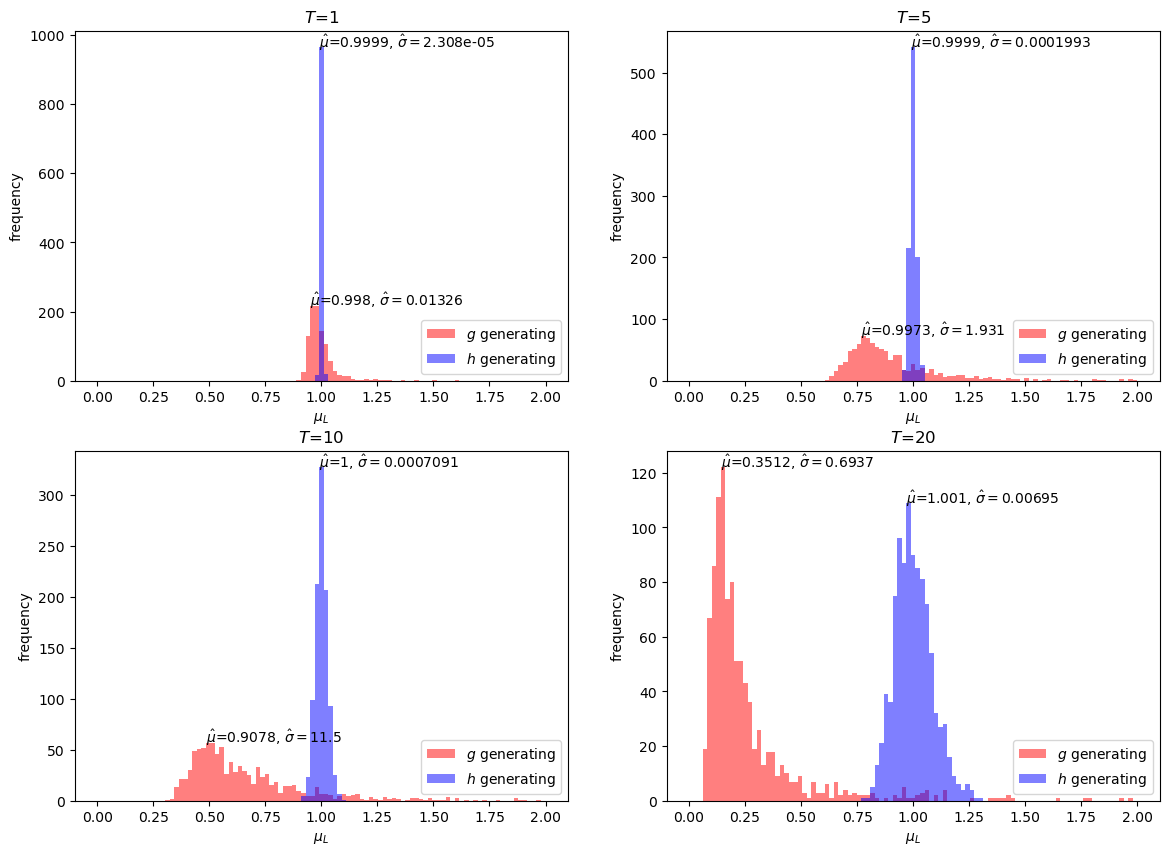 T=1
μ̂=0.9999, σ̂ = 2.308e-05
μ̂=0.998, σ̂ = 0.01326
frequency
1000
800
600
400
200
0
g generating
h generating
0.00 0.25 0.50 0.75 1.00 1.25 1.50 1.75 2.00
μ_L
T=5
μ̂=0.9999, σ̂ = 0.0001993
μ̂=0.9973, σ̂ = 1.931
frequency
500
400
300
200
100
0
g generating
h generating
0.00 0.25 0.50 0.75 1.00 1.25 1.50 1.75 2.00
μ_L
T=10
μ̂=1, σ̂ = 0.0007091
μ̂=0.9078, σ̂ = 11.5
frequency
300
250
200
150
100
50
0
g generating
h generating
0.00 0.25 0.50 0.75 1.00 1.25 1.50 1.75 2.00
μ_L
T=20
μ̂=0.3512, σ̂ = 0.6937
μ̂=1.001, σ̂ = 0.00695
frequency
120
100
80
60
40
20
0
g generating
h generating
0.00 0.25 0.50 0.75 1.00 1.25 1.50 1.75 2.00
μ_L